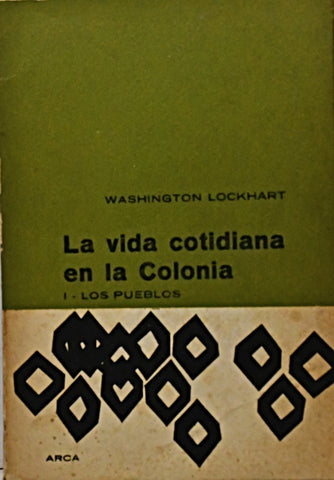 WASHINGTON LOCKHART
La vida cotidiana
en la Colonia
I - LOS PUEBLOS
ARCA